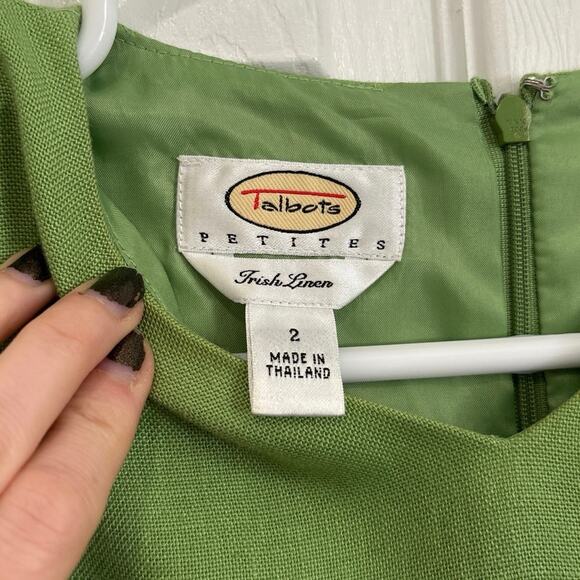 Talbots
PETITES
Irish Linen
2
MADE IN
THAILAND